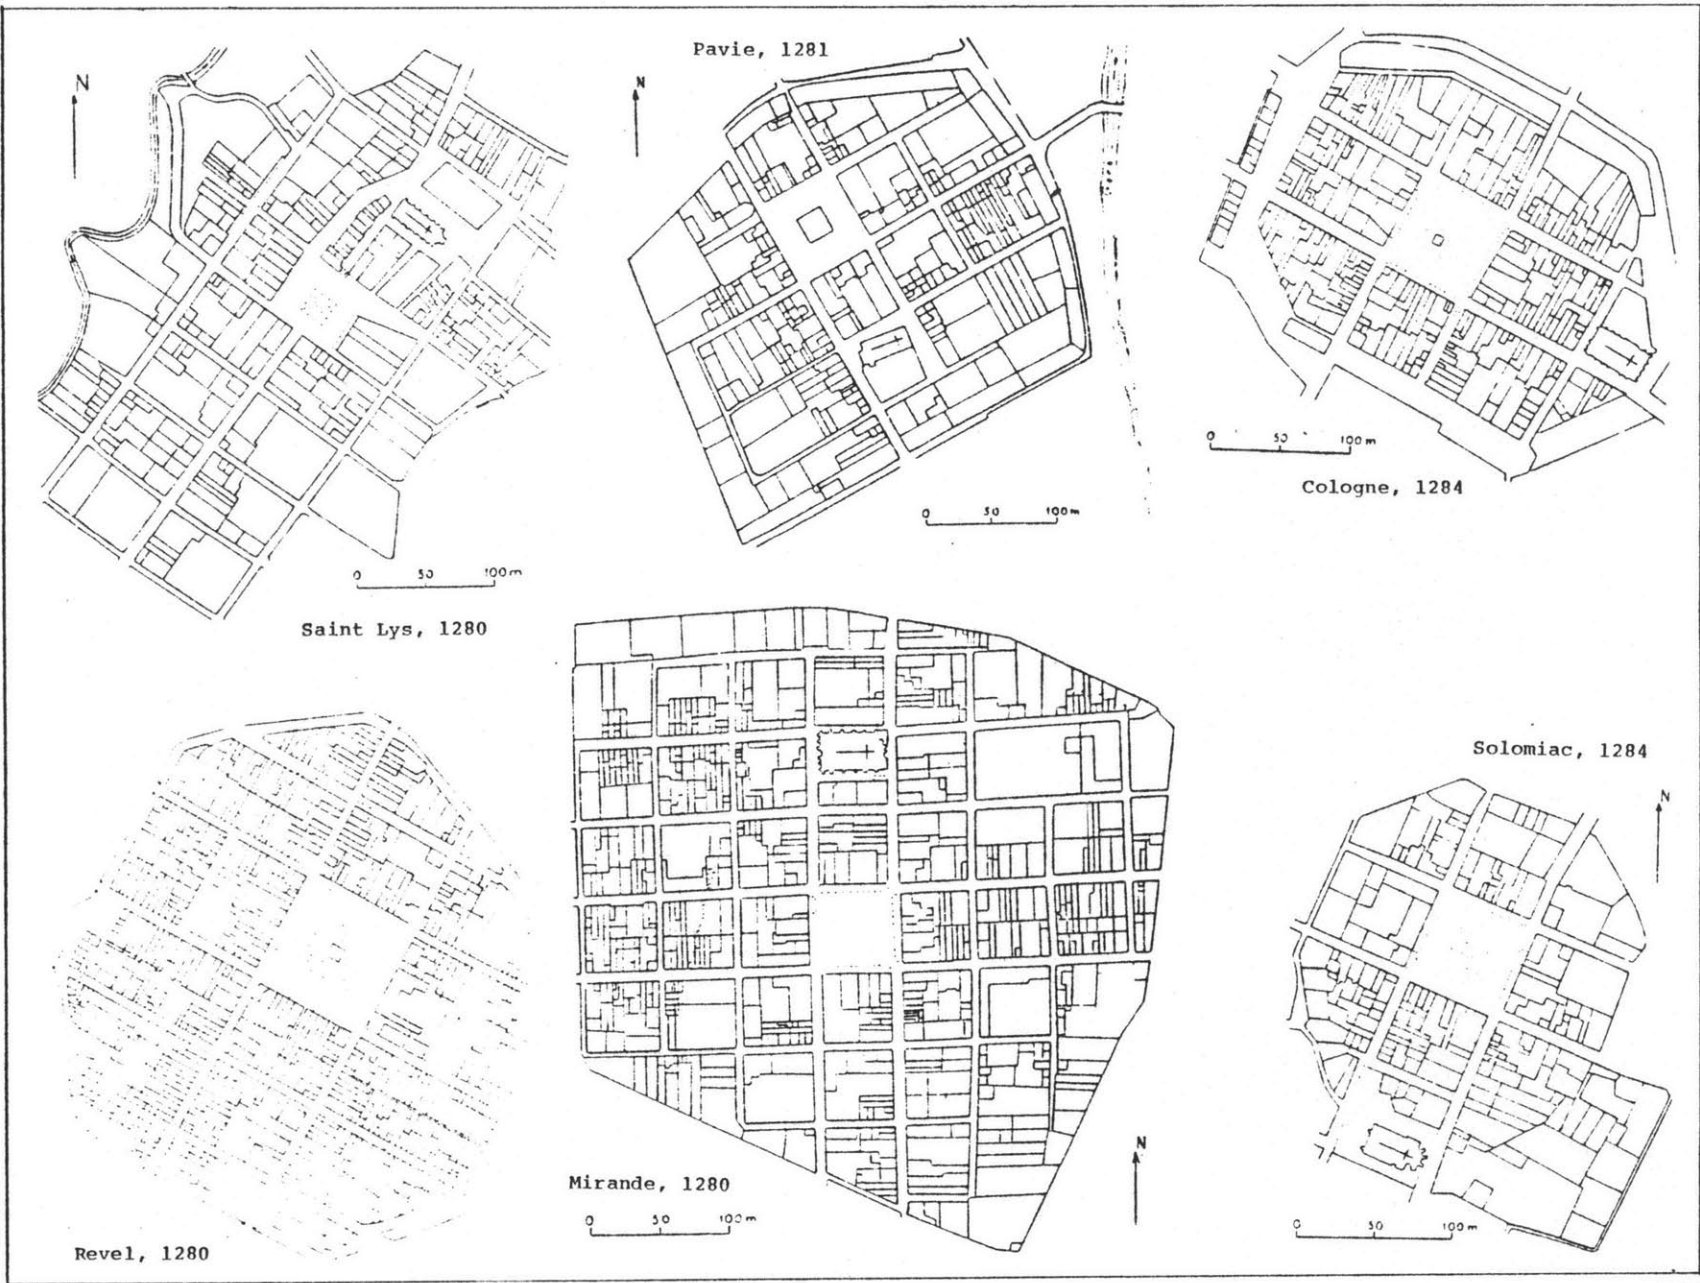 Pavie, 1281
N
N
0 50 100m
Cologne, 1284
0 50 100m
0 50 100m
Saint Lys, 1280
Solomiac, 1284
N
N
Mirande, 1280
0 50 100m
0 50 100m
Revel, 1280